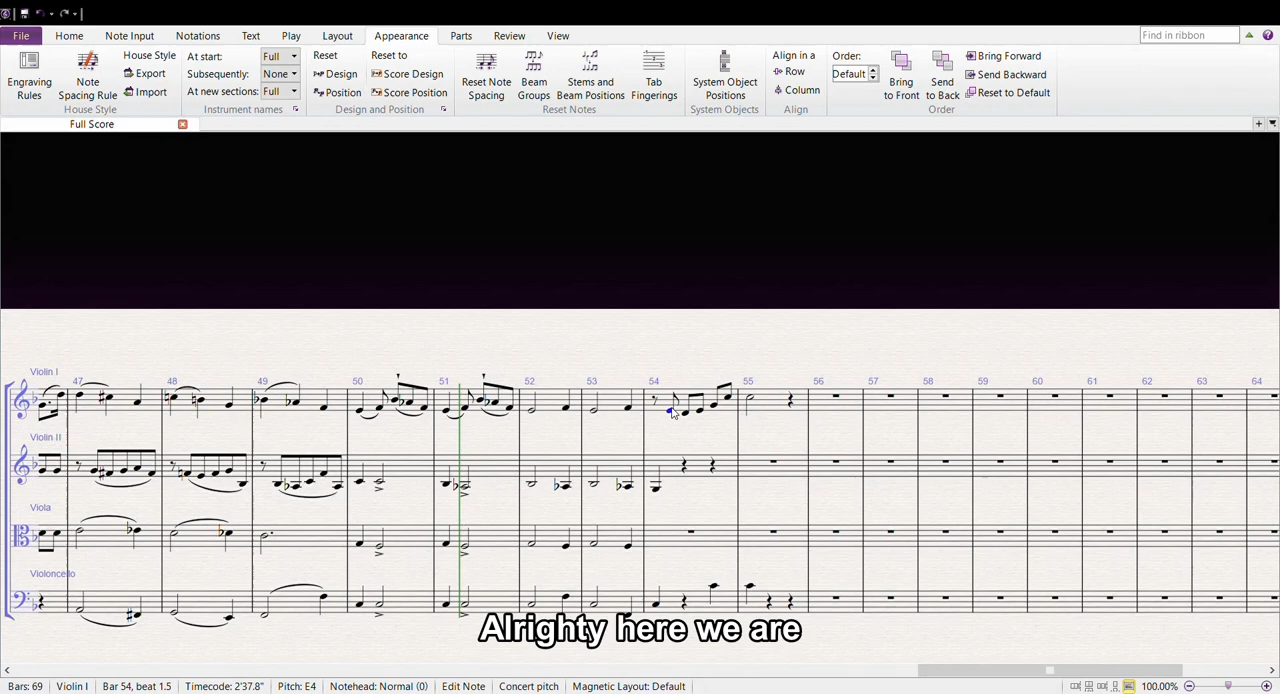 File Home Note Input Notations Text Play Layout Appearance Parts Review View Find in ribbon
House Style At start: Full Reset Reset to Align in a Order: Bring Forward
Export Subsequently: None Design Score Design Row Default Send Backward
Import At new sections: Full Position Score Position Column Reset to Default
Engraving Rules
Note Spacing Rule
Reset Note Spacing
Beam Groups
Stems and Beam Positions
Tab Fingerings
System Object Positions
Bring to Front
Send to Back
House Style Instrument names Design and Position Reset Notes System Objects Align Order
Full Score
Violin I
47 48 49 50 51 52 53 54 55 56 57 58 59 60 61 62 63 64
Violin II
Viola
Violoncello
Alrighty here we are
Bars: 69 Violin I Bar 54, beat 1.5 Timecode: 2'37.8" Pitch: E4 Notehead: Normal (0) Edit Note Concert pitch Magnetic Layout: Default 100.00%